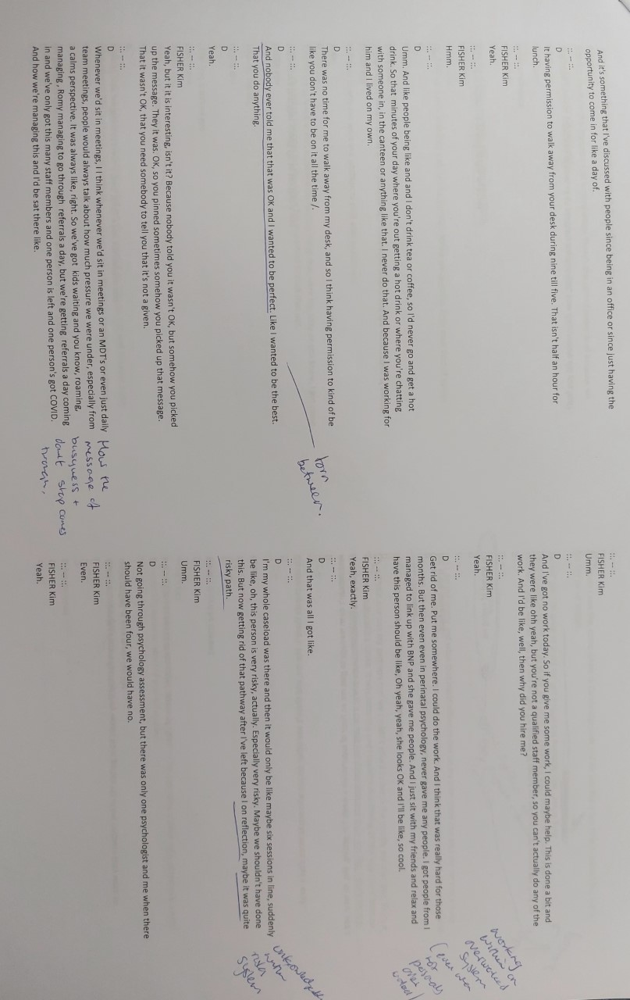 And it's something that I've discussed with people since being in an office or since just having the
opportunity to come in for like a day of.
::. – ::.
D
It having permission to walk away from your desk during nine till five. That isn't half an hour for
lunch.
::. – ::.
FISHER Kim
Yeah.
::. – ::.
FISHER Kim
Hmm.
::. – ::.
D
Umm. And like people being like and and I don't drink tea or coffee, so I'd never go and get a hot
drink. So that minutes of your day where you're out getting a hot drink or where you're chatting
with someone in, in the canteen or anything like that. I never do that. And because I was working for
him and I lived on my own.
::. – ::.
D
There was no time for me to walk away from my desk, and so I think having permission to kind of be
like you don't have to be on it all the time /.
torn
between.
::. – ::.
D
And nobody ever told me that that was OK and I wanted to be perfect. Like I wanted to be the best.
That you do anything.
::. – ::.
D
Yeah.
::. – ::.
FISHER Kim
Yeah, but it it is interesting, isn't it? Because nobody told you it wasn't OK, but somehow you picked
up the message. They it was. OK, so you pinned sometimes somehow you picked up that message.
That it wasn't OK, that you need somebody to tell you that it's not a given.
::. – ::.
D
Whenever we'd sit in meetings, I I think whenever we'd sit in meetings or an MDT's or even just daily
team meetings, people would always talk about how much pressure we were under, especially from
a calms perspective. It was always like, right. So we've got kids waiting and you know, roaming,
managing , Romy managing to go through referrals a day, but we're getting referrals a day coming
in and we've only got this many staff members and one person is left and one person's got COVID.
And how we're managing this and I'd be sat there like.
How the
message of
busyness +
dont stop comes
through.
::. – ::.
FISHER Kim
Umm.
::. – ::.
D
And I've got no work today. So if you give me some work, I could maybe help. This is done a bit and
they were like ohh yeah, but you're not a qualified staff member, so you can't actually do any of the
work. And I'd be like, well, then why did you hire me?
working
within an
overworked
system
(even when
for
periods
over
::. – ::.
FISHER Kim
Yeah.
::. – ::.
D
Get rid of me. Put me somewhere. I could do the work. And I think that was really hard for those
months. But then even even in perinatal psychology, never gave me any people. I got people from I
managed to link up with BNP and she gave me people. And I just sit with my friends and relax and
have this person should be like, Oh yeah, yeah, she looks OK and I'll be like, so cool.
::. – ::.
FISHER Kim
Yeah, exactly.
::. – ::.
D
And that was all I got like.
::. – ::.
D
I'm my whole caseload was there and then it would only be like maybe six sessions in line, suddenly
be like, oh, this person is very risky, actually. Especially very risky. Maybe we shouldn't have done
this. But now getting rid of that pathway after I've left because I on reflection, maybe it was quite
risky path.
with
risk
system
::. – ::.
FISHER Kim
Umm.
::. – ::.
D
Not going through psychology assessment, but there was only one psychologist and me when there
should have been four, we would have no.
::. – ::.
FISHER Kim
Even.
::. – ::.
FISHER Kim
Yeah.